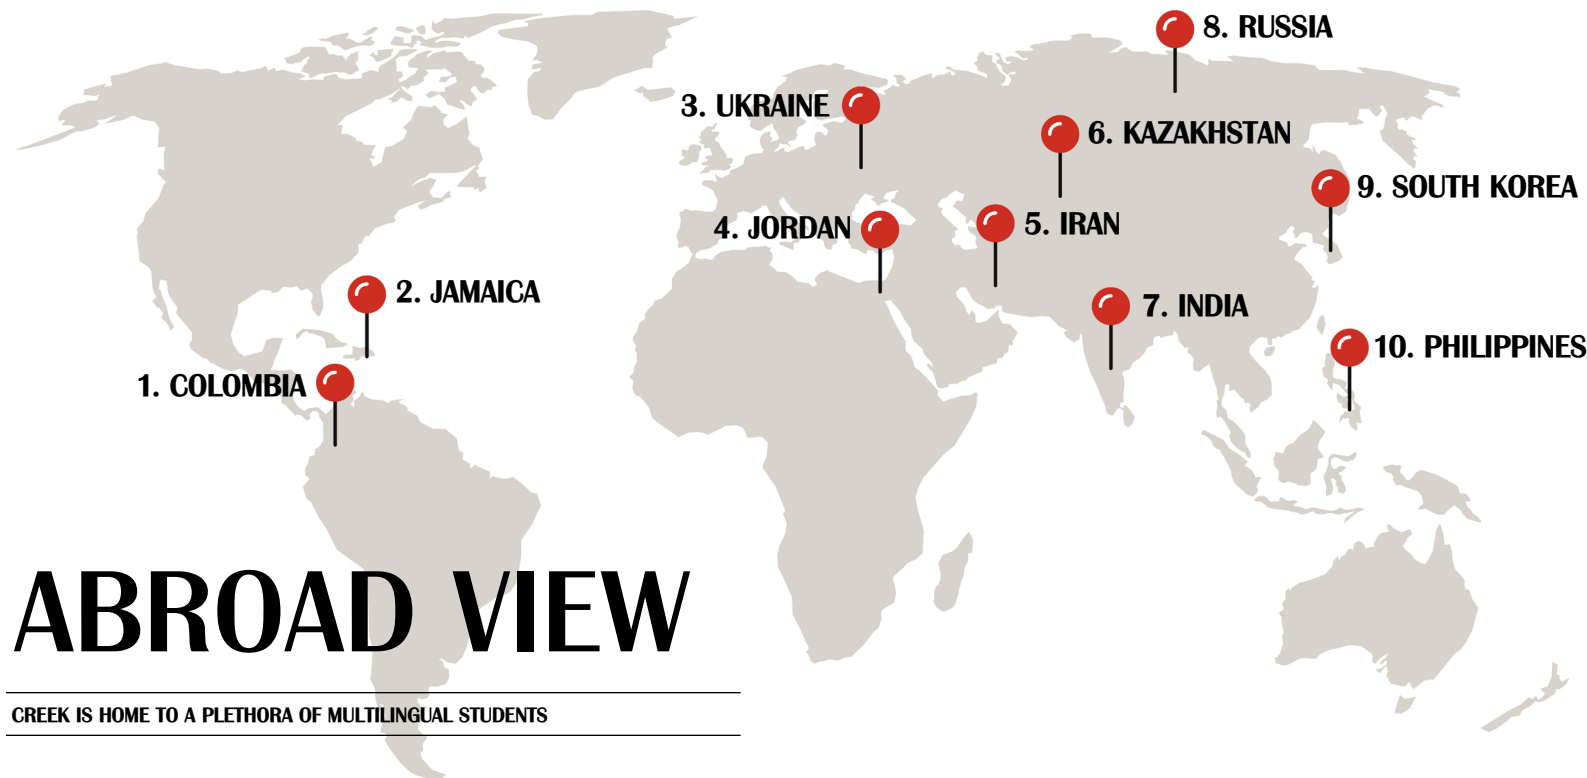 8. RUSSIA
3. UKRAINE
6. KAZAKHSTAN
9. SOUTH KOREA
4. JORDAN
5. IRAN
2. JAMAICA
7. INDIA
10. PHILIPPINES
1. COLOMBIA
ABROAD VIEW
CREEK IS HOME TO A PLETHORA OF MULTILINGUAL STUDENTS